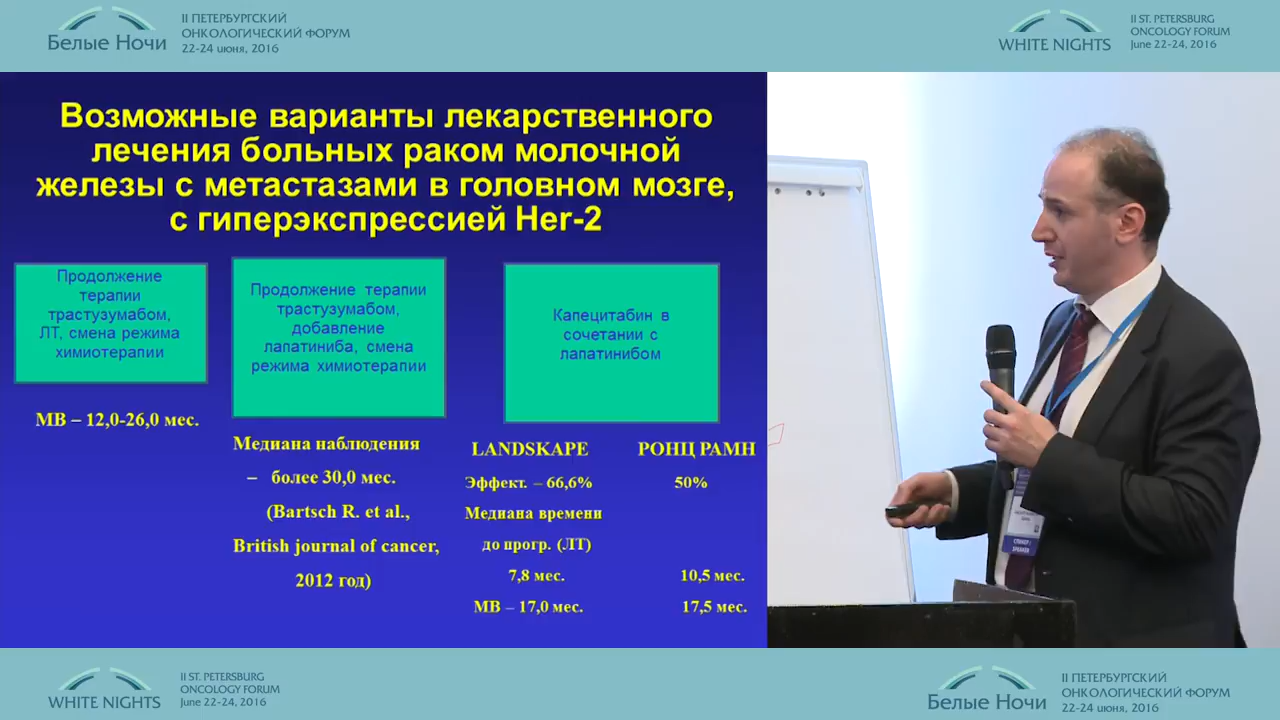 Белые Ночи
II ПЕТЕРБУРГСКИЙ
ОНКОЛОГИЧЕСКИЙ ФОРУМ
22-24 июня, 2016
WHITE NIGHTS
II ST. PETERSBURG
ONCOLOGY FORUM
June 22-24, 2016
Возможные варианты лекарственного
лечения больных раком молочной
железы с метастазами в головном мозге,
с гиперэкспрессией Her-2
Продолжение
терапии
трастузумабом,
ЛТ, смена режима
химиотерапии
МВ – 12,0-26,0 мес.
Продолжение терапии
трастузумабом,
добавление
лапатиниба, смена
режима химиотерапии
Медиана наблюдения
– более 30,0 мес.
(Bartsch R. et al.,
British journal of cancer,
2012 год)
Капецитабин в
сочетании с
лапатинибом
LANDSKAPE РОНЦ РАМН
Эффект. – 66,6% 50%
Медиана времени
до прогр. (ЛТ)
7,8 мес. 10,5 мес.
МВ – 17,0 мес. 17,5 мес.
WHITE NIGHTS
II ST. PETERSBURG
ONCOLOGY FORUM
June 22-24, 2016
Белые Ночи
II ПЕТЕРБУРГСКИЙ
ОНКОЛОГИЧЕСКИЙ ФОРУМ
22-24 июня, 2016